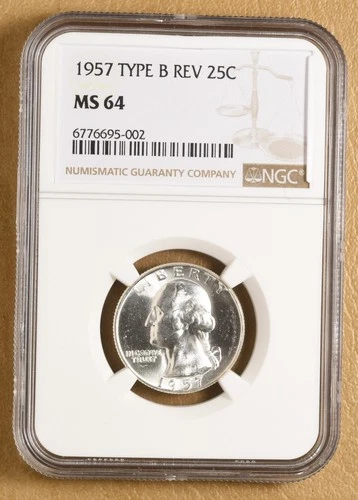 1957 TYPE B REV 25C
MS 64
6776695-002
NUMISMATIC GUARANTY COMPANY
NGC
LIBERTY
IN GOD WE
TRUST
1957